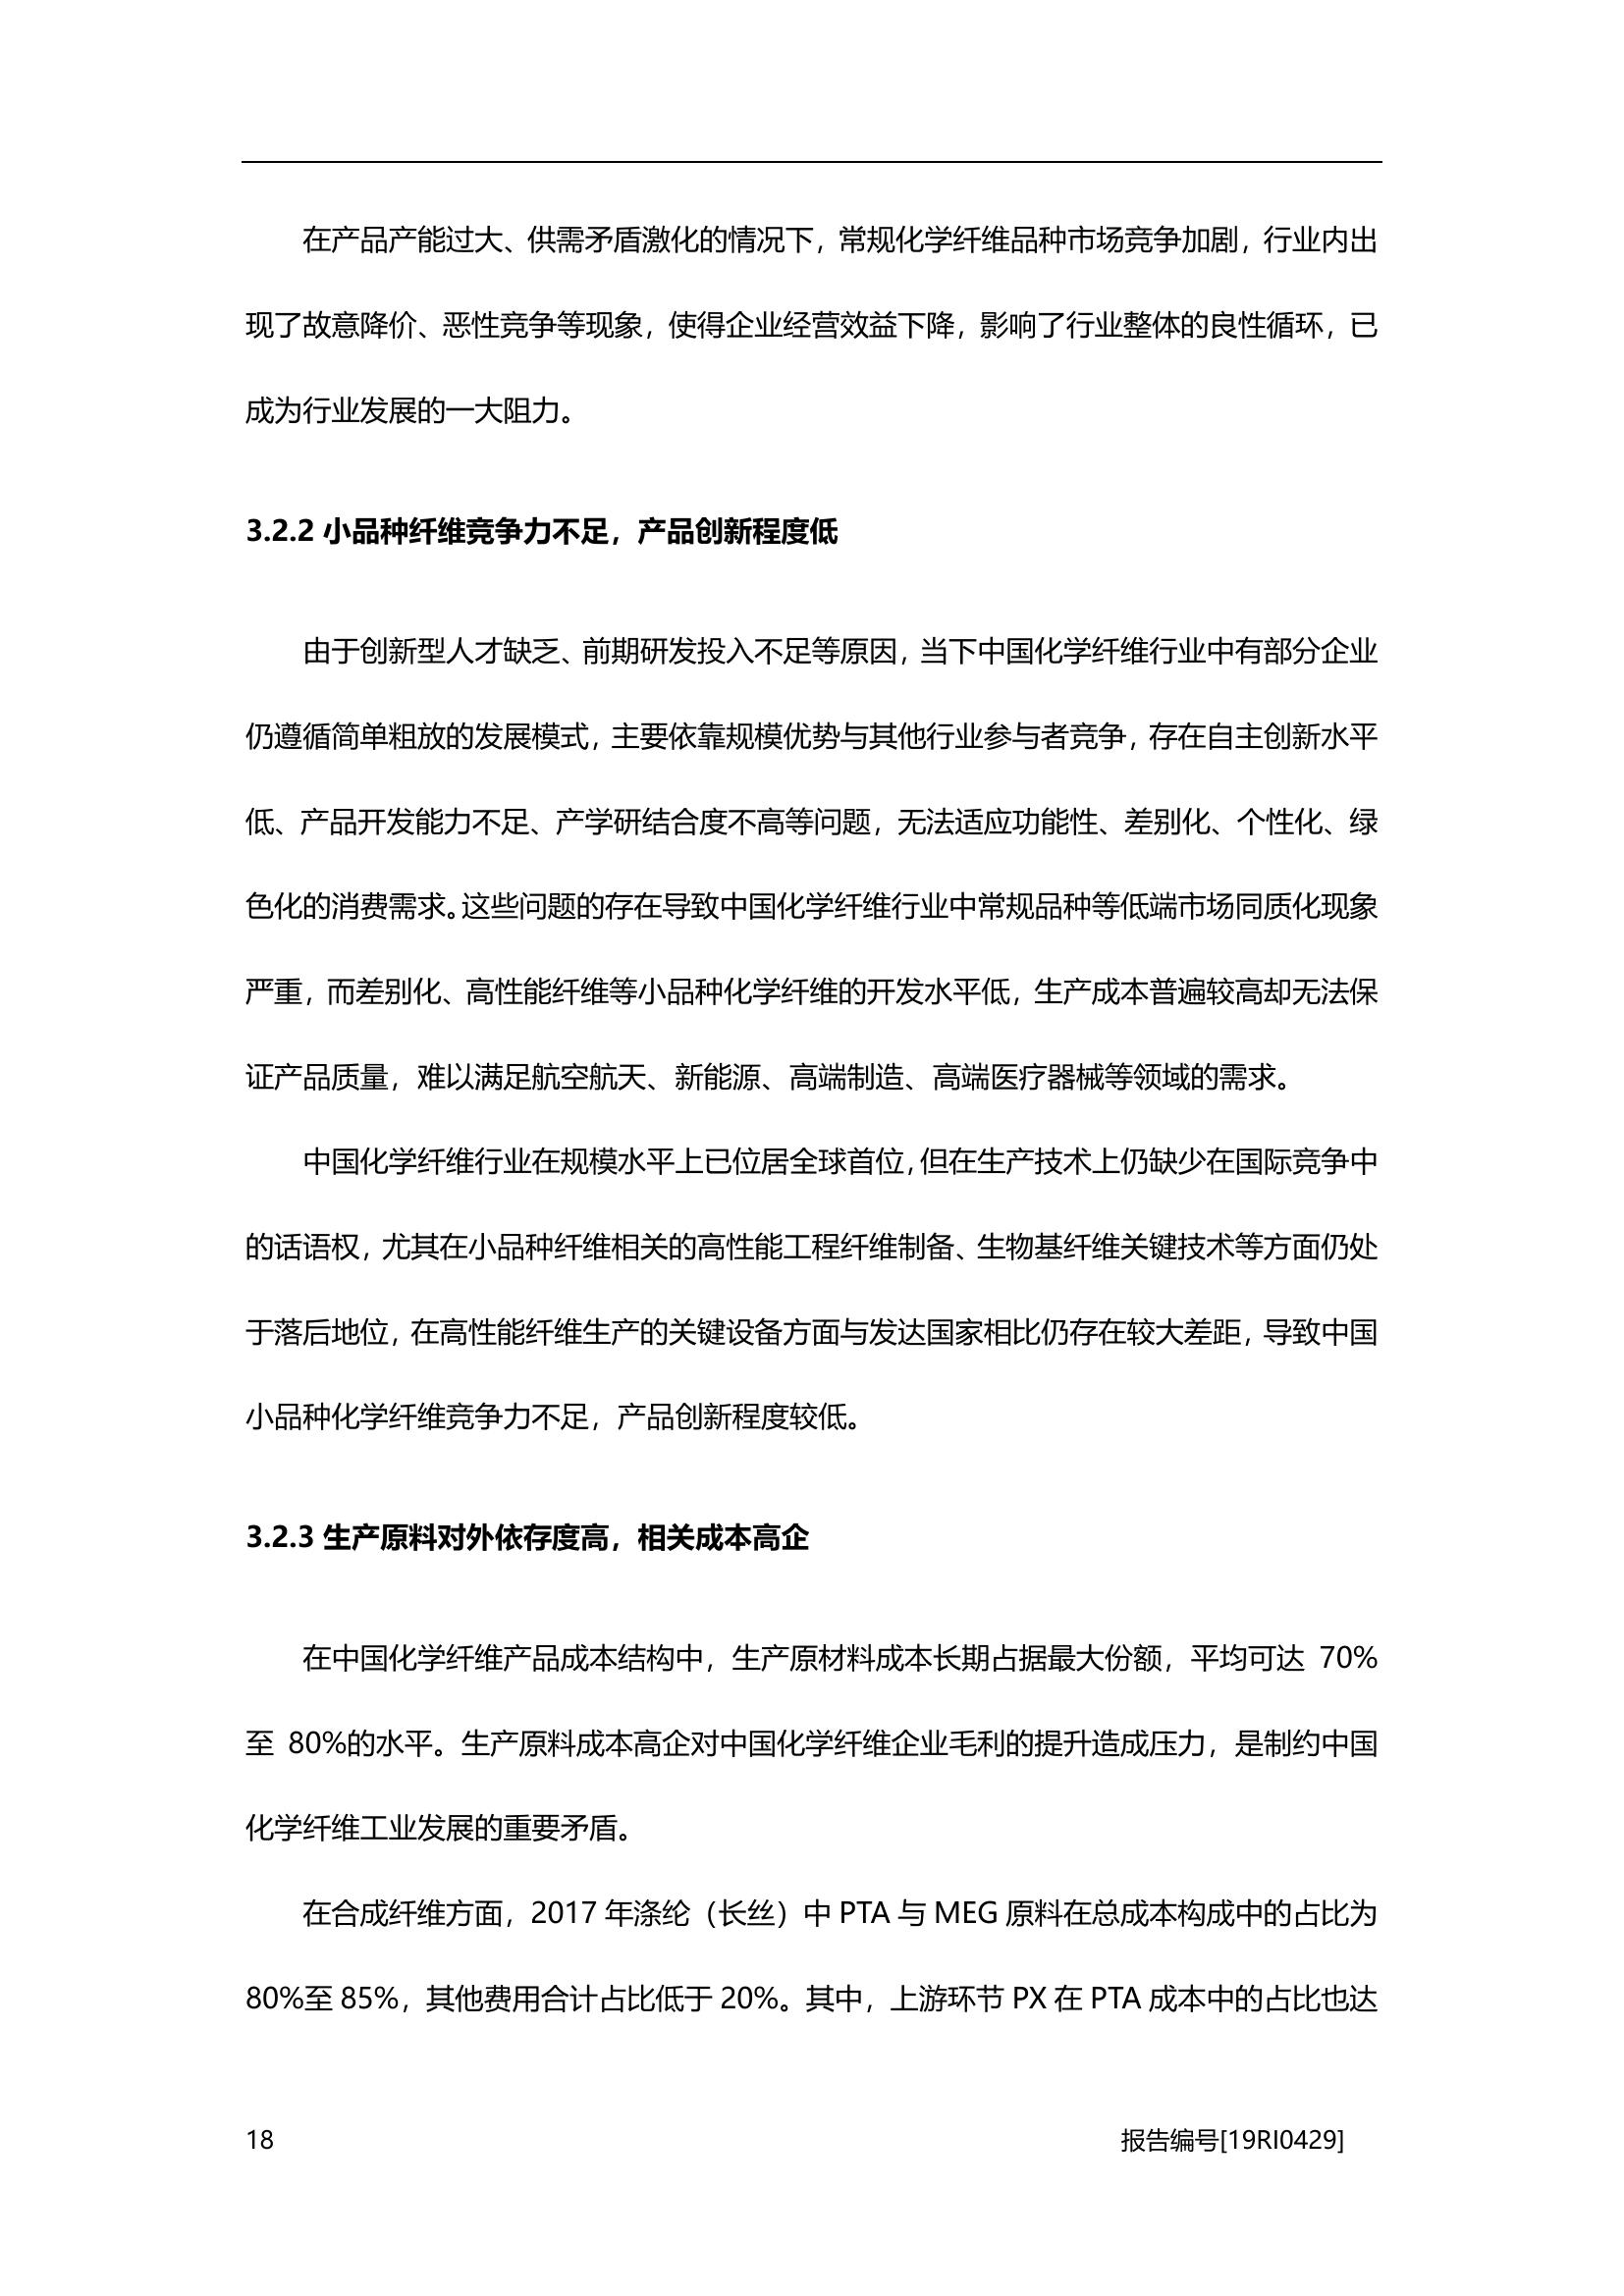 在产品产能过大、供需矛盾激化的情况下，常规化学纤维品种市场竞争加剧，行业内出
现了故意降价、恶性竞争等现象，使得企业经营效益下降，影响了行业整体的良性循环，已
成为行业发展的一大阻力。
3.2.2 小品种纤维竞争力不足，产品创新程度低
由于创新型人才缺乏、前期研发投入不足等原因，当下中国化学纤维行业中有部分企业
仍遵循简单粗放的发展模式，主要依靠规模优势与其他行业参与者竞争，存在自主创新水平
低、产品开发能力不足、产学研结合度不高等问题，无法适应功能性、差别化、个性化、绿
色化的消费需求。这些问题的存在导致中国化学纤维行业中常规品种等低端市场同质化现象
严重，而差别化、高性能纤维等小品种化学纤维的开发水平低，生产成本普遍较高却无法保
证产品质量，难以满足航空航天、新能源、高端制造、高端医疗器械等领域的需求。
中国化学纤维行业在规模水平上已位居全球首位，但在生产技术上仍缺少在国际竞争中
的话语权，尤其在小品种纤维相关的高性能工程纤维制备、生物基纤维关键技术等方面仍处
于落后地位，在高性能纤维生产的关键设备方面与发达国家相比仍存在较大差距，导致中国
小品种化学纤维竞争力不足，产品创新程度较低。
3.2.3 生产原料对外依存度高，相关成本高企
在中国化学纤维产品成本结构中，生产原材料成本长期占据最大份额，平均可达 70%
至 80%的水平。生产原料成本高企对中国化学纤维企业毛利的提升造成压力，是制约中国
化学纤维工业发展的重要矛盾。
在合成纤维方面，2017 年涤纶（长丝）中 PTA 与 MEG 原料在总成本构成中的占比为
80%至 85%，其他费用合计占比低于 20%。其中，上游环节 PX 在 PTA 成本中的占比也达
18 报告编号[19RI0429]